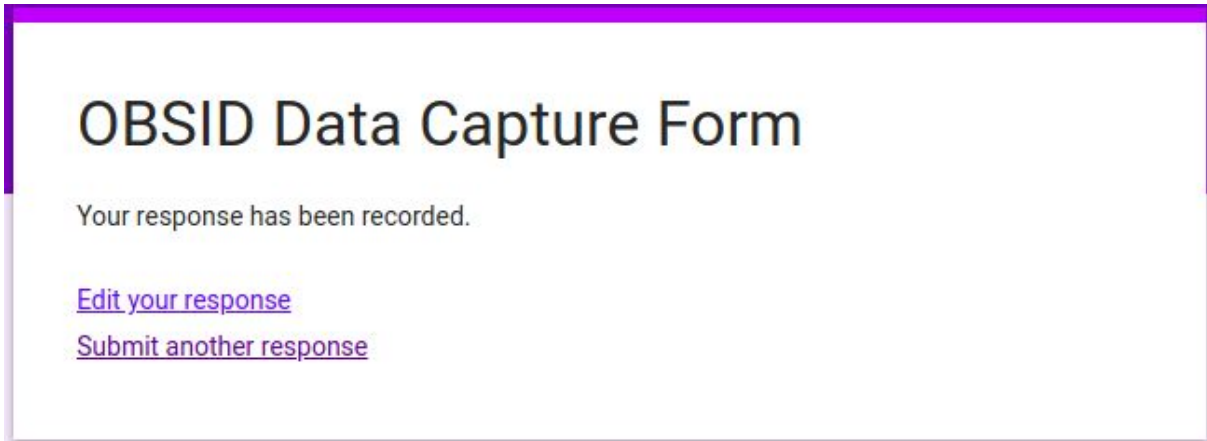 OBSID Data Capture Form
Your response has been recorded.
Edit your response
Submit another response